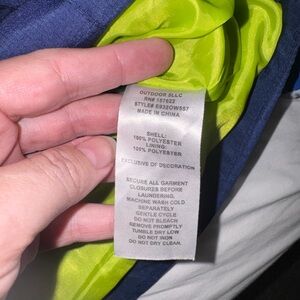 OUTDOOR 5LLC
RN# 157622
STYLE# E932OW557
MADE IN CHINA
SHELL:
100% POLYESTER
LINING:
100% POLYESTER
EXCLUSIVE OF DECORATION
SECURE ALL GARMENT
CLOSURES BEFORE
LAUNDERING,
MACHINE WASH COLD
SEPARATELY
GENTLE CYCLE
DO NOT BLEACH
REMOVE PROMPTLY
TUMBLE DRY LOW
DO NOT IRON
DO NOT DRY CLEAN.